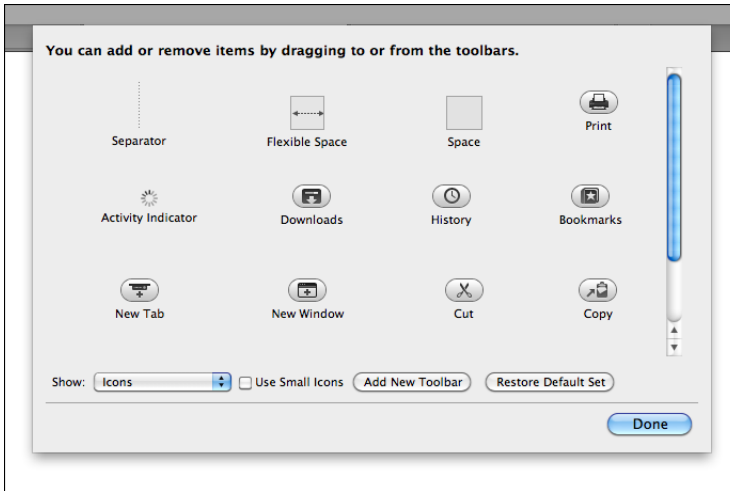 You can add or remove items by dragging to or from the toolbars.
Separator
Flexible Space
Space
Print
Activity Indicator
Downloads
History
Bookmarks
New Tab
New Window
Cut
Copy
Show: Icons Use Small Icons Add New Toolbar Restore Default Set
Done